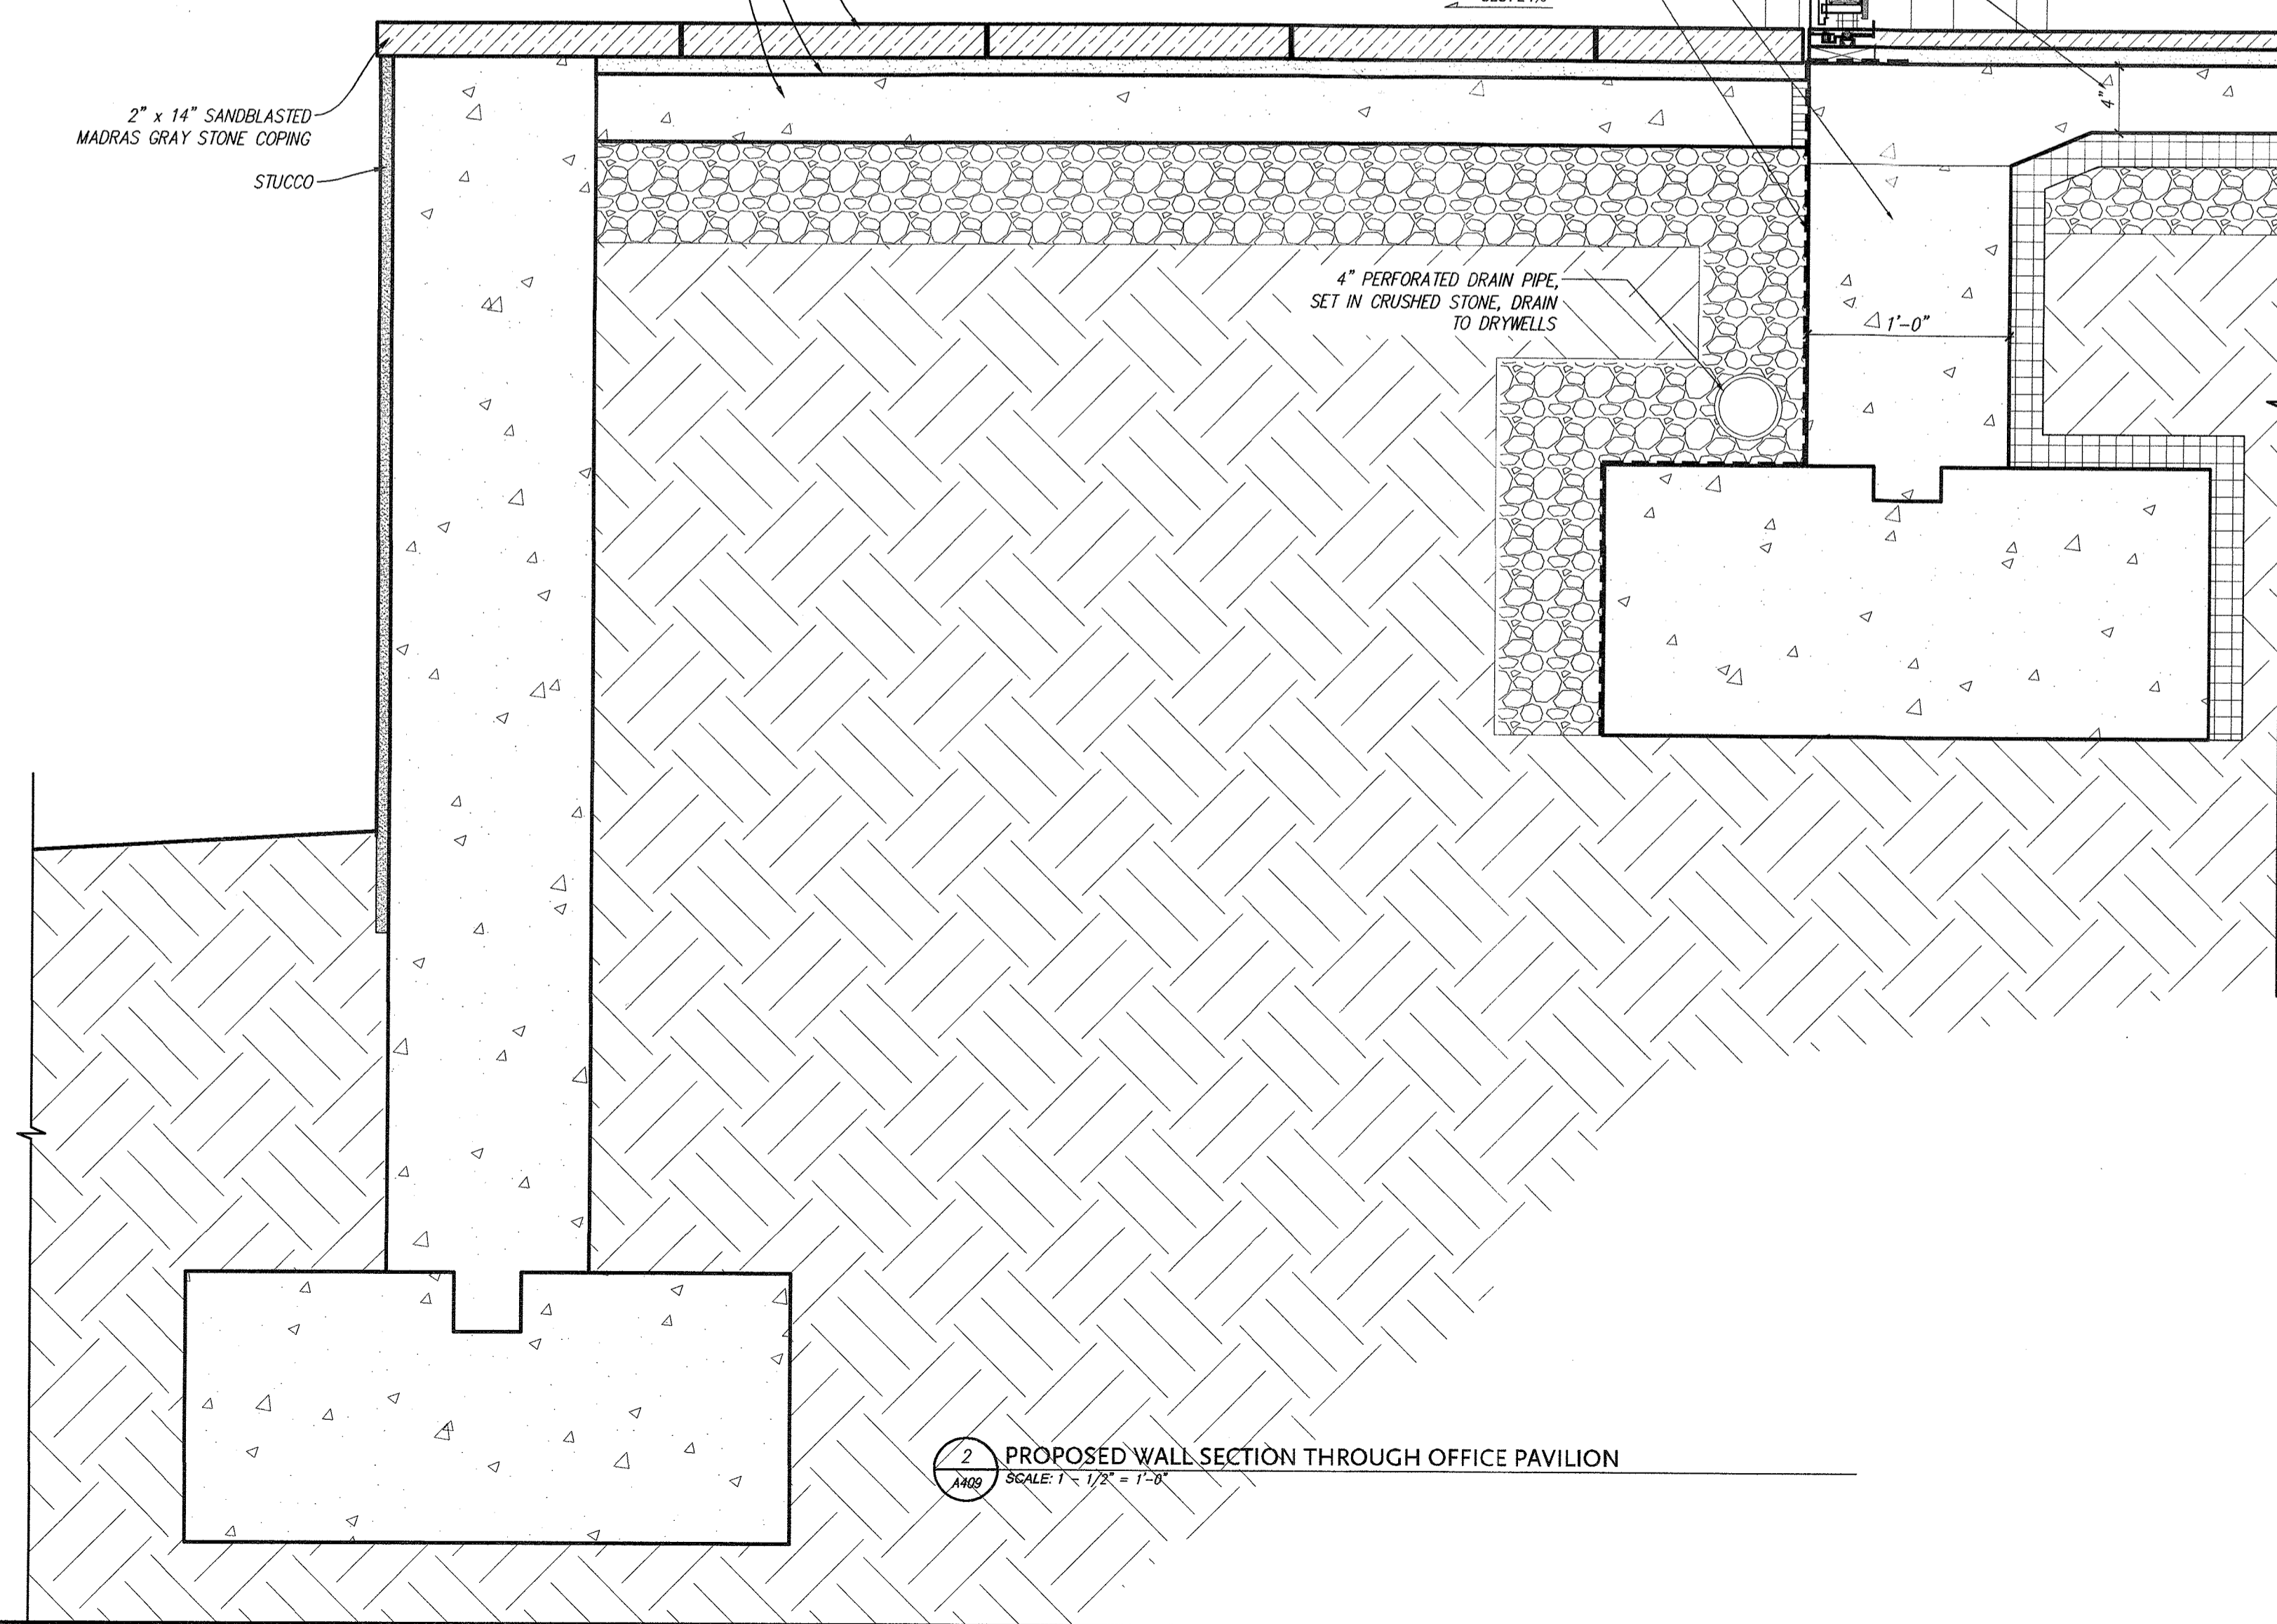 2" x 14" SANDBLASTED
MADRAS GRAY STONE COPING
STUCCO
4"
4" PERFORATED DRAIN PIPE,
SET IN CRUSHED STONE, DRAIN
TO DRYWELLS
1'-0"
2
A409
PROPOSED WALL SECTION THROUGH OFFICE PAVILION
SCALE: 1 - 1/2" = 1'-0"